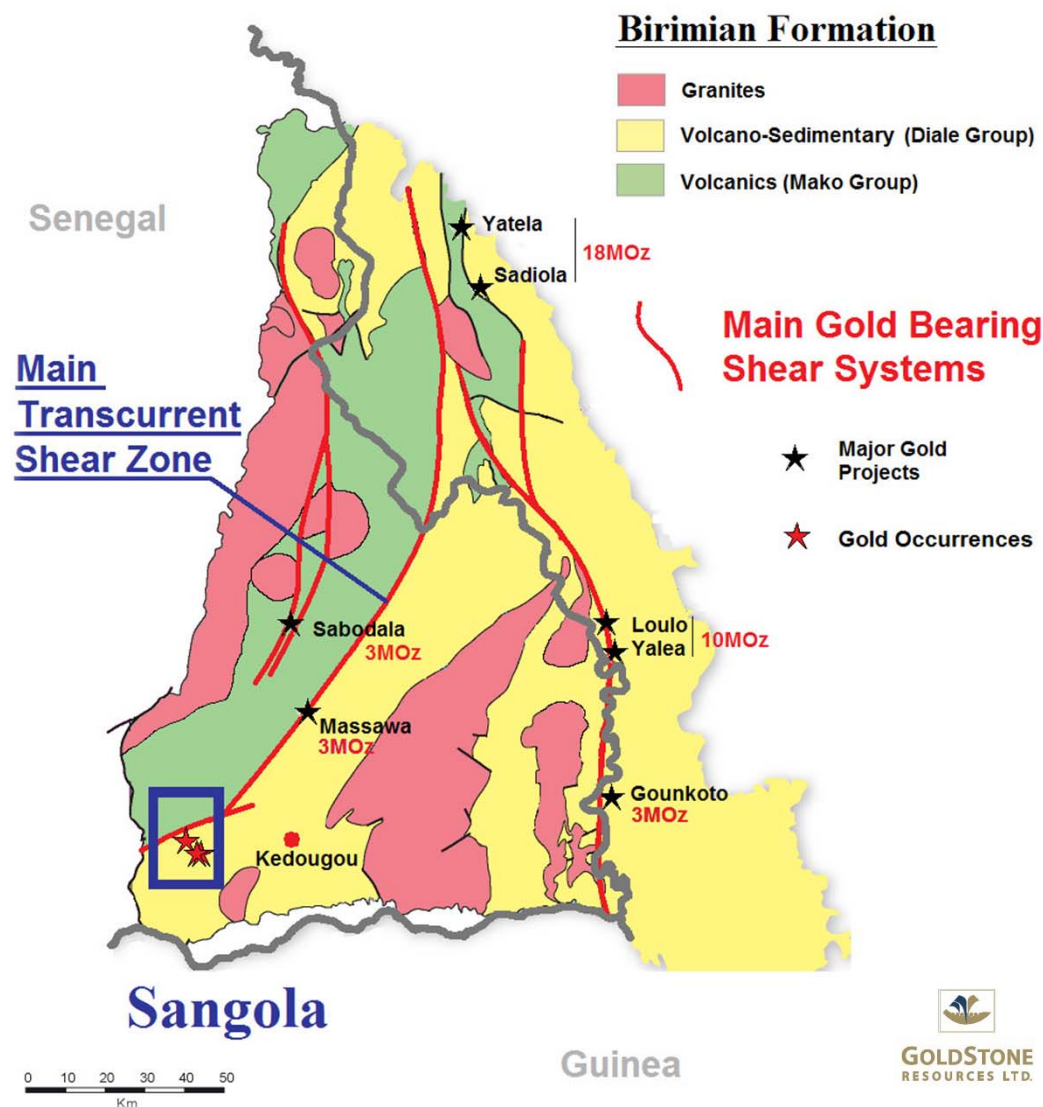 Birimian Formation
Granites
Volcano-Sedimentary (Diale Group)
Volcanics (Mako Group)
Senegal
Yatela
18MOz
Sadiola
Main Gold Bearing
Shear Systems
Main
Transcurrent
Shear Zone
Major Gold
Projects
Gold Occurrences
Sabodala
3MOz
Loulo
Yalea
10MOz
Massawa
3MOz
Gounkoto
3MOz
Kedougou
Sangola
Guinea
0 10 20 30 40 50
Km
GOLDSTONE
RESOURCES LTD.